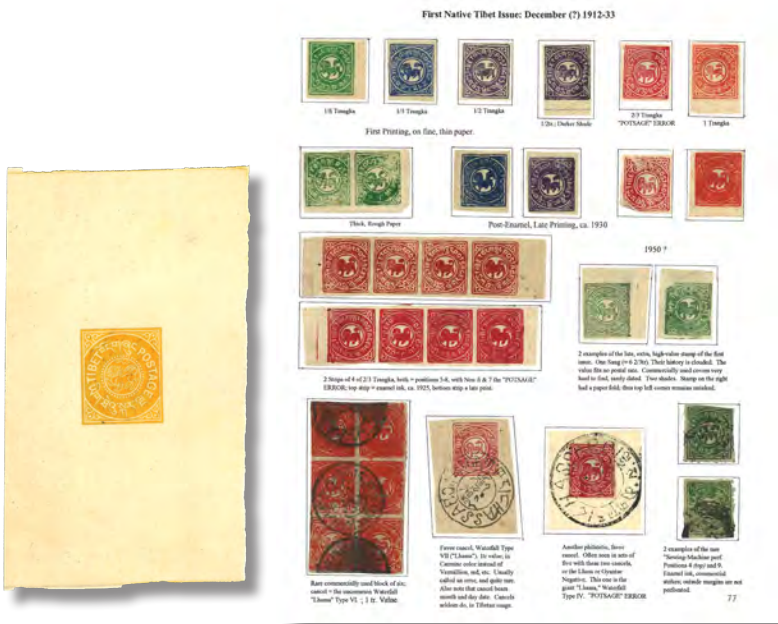 First Native Tibet Issue: December (?) 1912-33
1/6 Trangka
1/3 Trangka
1/2 Trangka
1/2tr.; Darker Shade
2/3 Trangka
"POTSAGE" ERROR
1 Trangka
First Printing, on fine, thin paper.
Thick, Rough Paper
Post-Enamel, Late Printing, ca. 1930
1950 ?
2 Strips of 4 of 2/3 Trangka, both = positions 5-8, with Nos 6 & 7 the "POTSAGE"
ERROR; top strip = enamel ink, ca. 1925, bottom strip a late print.
2 examples of the late, extra, high-value stamp of the first
issue. One Sang (= 6 2/3tr). Their history is clouded. The
value fits no postal rate. Commercially used covers very
hard to find, rarely dated. Two shades. Stamp on the right
had a paper fold, thus top left corner remains uninked.
TIBET
POSTAGE
Rare commercially used block of six;
cancel = the uncommon Waterfall
"Lhasa" Type VI. ; 1 tr. Value
Favor cancel, Waterfall Type
VII ("Lhassa"). 1tr value, in
Carmine color instead of
Vermilion, red, etc. Usually
called an error, and quite rare.
Also note that cancel bears
month and day date. Cancels
seldom do, in Tibetan usage.
Another philatelic, favor
cancel. Often seen in sets of
five with these two cancels,
or the Lhasa or Gyantse
Negative. This one is the
giant "Lhassa," Waterfall
Type IV. "POTSAGE" ERROR
2 examples of the rare
"Sewing-Machine perf.
Positions 4 (top) and 9.
Enamel ink, commercial
strikes; outside margins are not
perforated.
77